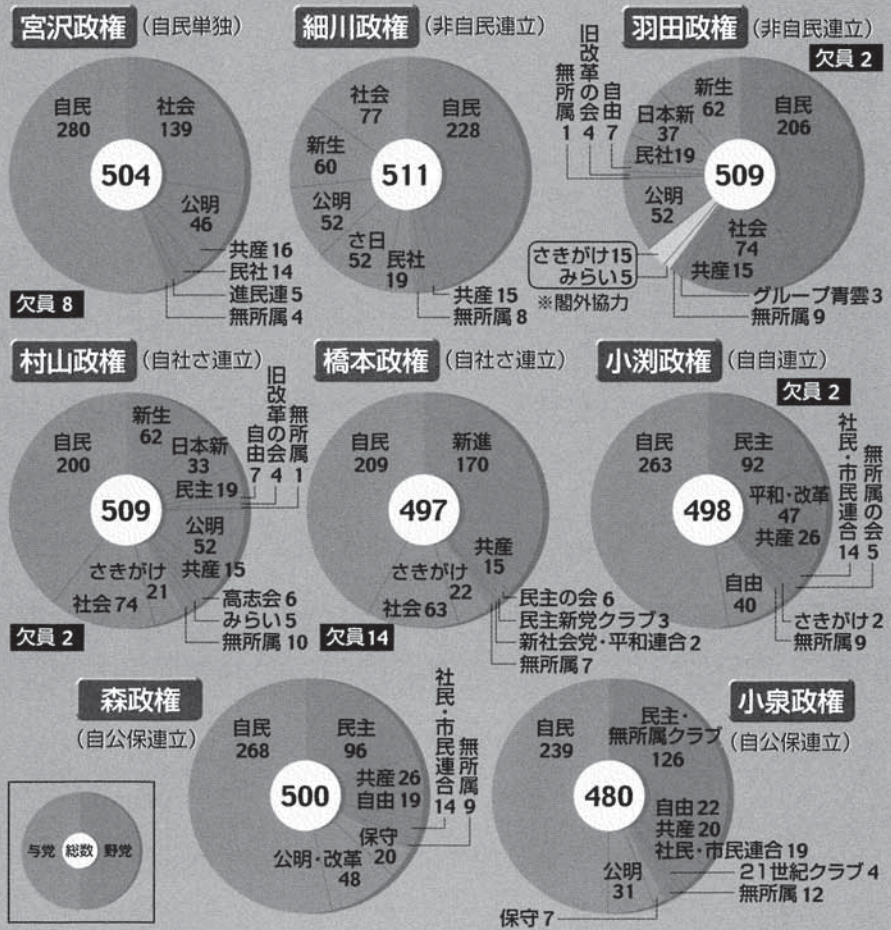 宮沢政権 (自民単独)
自民
280
社会
139
504
公明
46
共産16
民社14
進民連5
無所属4
欠員8
細川政権 (非自民連立)
社会
77
自民
228
新生
60
511
公明
52
さ日
52
民社
19
共産15
無所属8
羽田政権 (非自民連立)
欠員2
無所属1
旧改革の会4
自由7
新生
62
日本新
37
民社19
自民
206
509
公明
52
社会
74
さきがけ15
みらい5
共産15
※閣外協力
グループ青雲3
無所属9
村山政権 (自社さ連立)
自民
200
新生
62
日本新
33
民主19
自由7
旧改革の会4
無所属1
509
公明
52
共産15
さきがけ
21
社会74
高志会6
みらい5
無所属10
欠員2
橋本政権 (自社さ連立)
自民
209
新進
170
497
共産
15
さきがけ
22
社会63
民主の会6
民主新党クラブ3
新社会党・平和連合2
無所属7
欠員14
小渕政権 (自自連立)
欠員2
自民
263
民主
92
平和・改革
47
共産26
社民・市民連合14
無所属の会5
498
自由
40
さきがけ2
無所属9
森政権
(自公保連立)
自民
268
民主
96
共産26
自由19
社民・市民連合14
無所属9
500
保守
20
公明・改革
48
小泉政権
(自公保連立)
自民
239
民主・
無所属クラブ
126
480
自由22
共産20
社民・市民連合19
21世紀クラブ4
無所属12
公明
31
保守7
与党 総数 野党